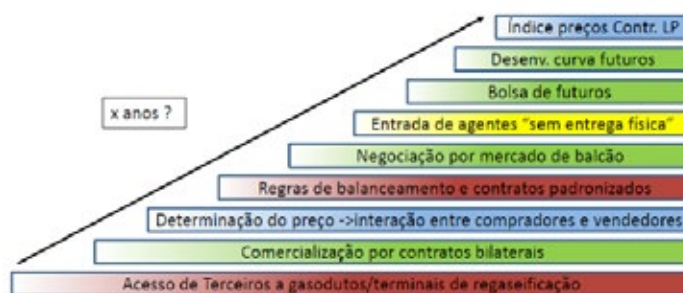 Índice preços Contr. LP
Desenv. curva futuros
Bolsa de futuros
x anos ?
Entrada de agentes “sem entrega física”
Negociação por mercado de balcão
Regras de balanceamento e contratos padronizados
Determinação do preço ->interação entre compradores e vendedores
Comercialização por contratos bilaterais
Acesso de Terceiros a gasodutos/terminais de regaseificação